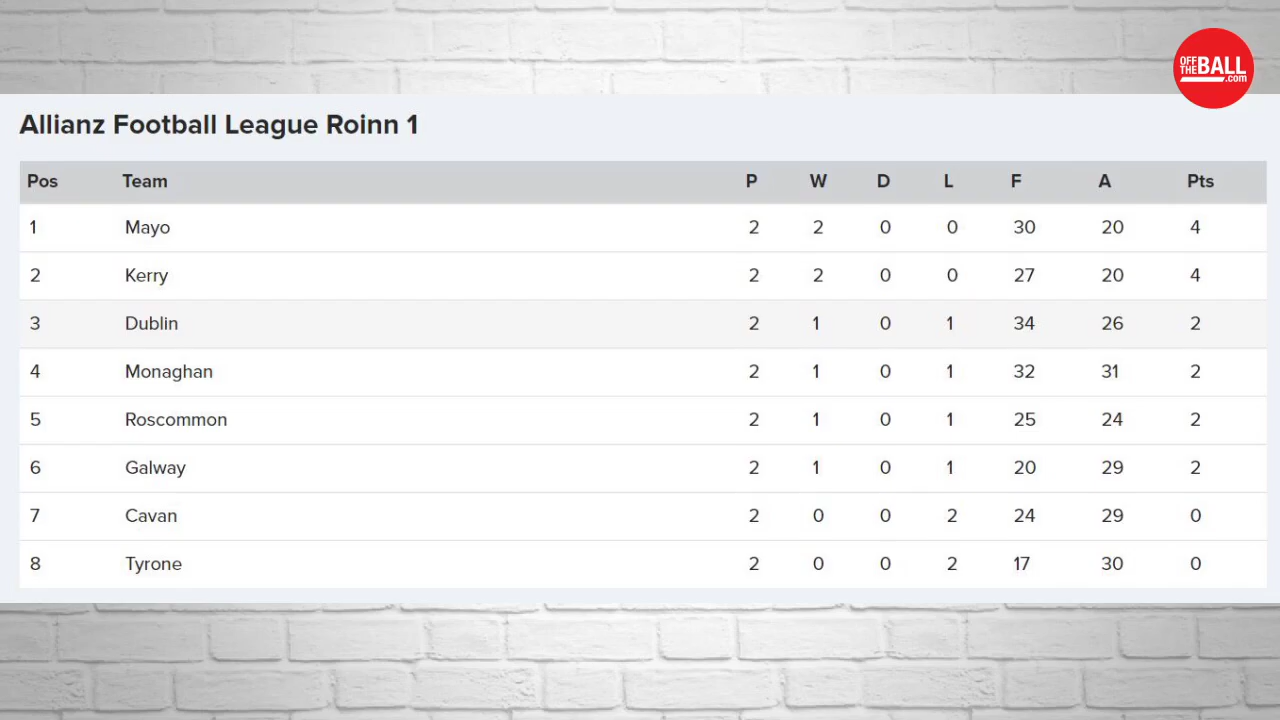 OFF
THE BALL
.com
Allianz Football League Roinn 1
Pos Team P W D L F A Pts
1 Mayo 2 2 0 0 30 20 4
2 Kerry 2 2 0 0 27 20 4
3 Dublin 2 1 0 1 34 26 2
4 Monaghan 2 1 0 1 32 31 2
5 Roscommon 2 1 0 1 25 24 2
6 Galway 2 1 0 1 20 29 2
7 Cavan 2 0 0 2 24 29 0
8 Tyrone 2 0 0 2 17 30 0